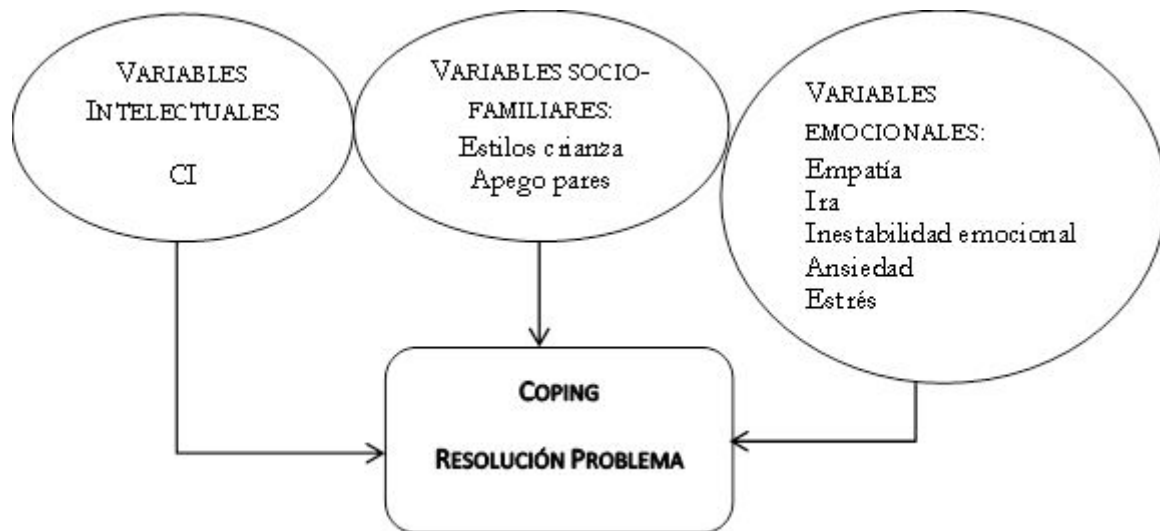 VARIABLES
INTELECTUALES
CI
VARIABLES SOCIO-
FAMILIARES:
Estilos crianza
Apego pares
VARIABLES
EMOCIONALES:
Empatía
Ira
Inestabilidad emocional
Ansiedad
Estrés
COPING
RESOLUCIÓN PROBLEMA